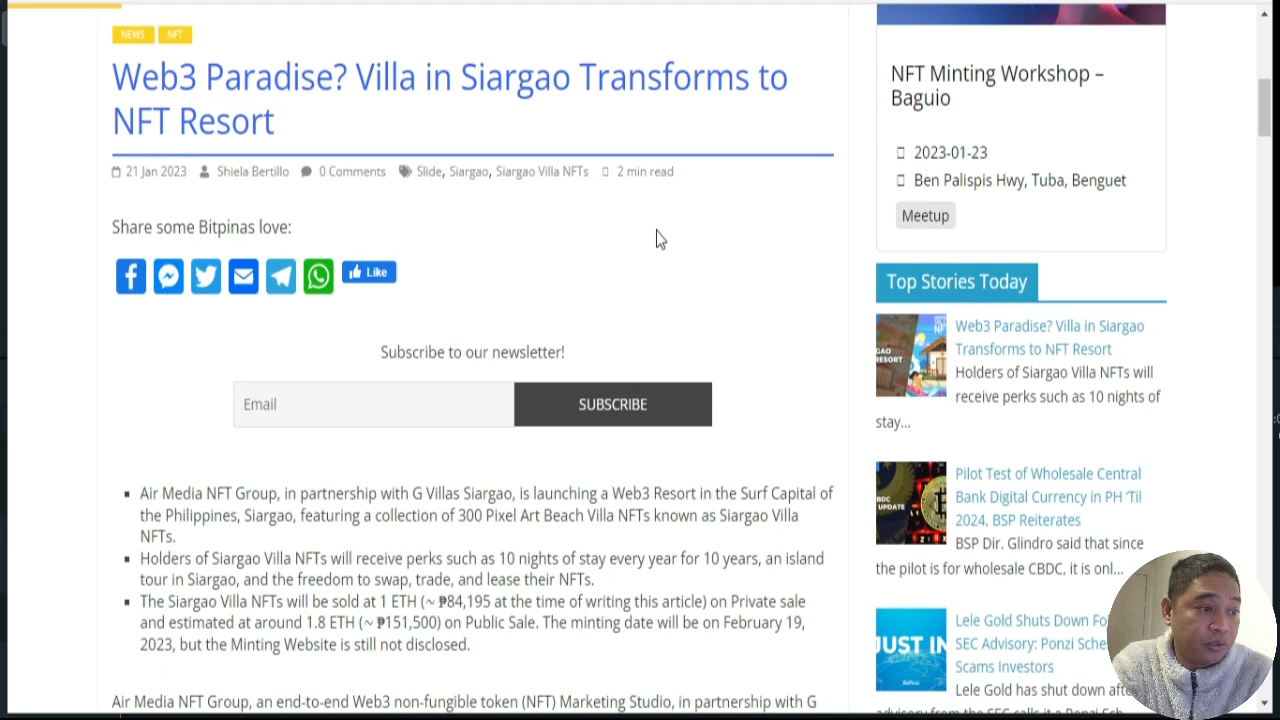 NEWS NFT
Web3 Paradise? Villa in Siargao Transforms to
NFT Resort
21 Jan 2023 Shiela Bertillo 0 Comments Slide, Siargao, Siargao Villa NFTs 2 min read
Share some Bitpinas love:
Like
Subscribe to our newsletter!
Email SUBSCRIBE
▪ Air Media NFT Group, in partnership with G Villas Siargao, is launching a Web3 Resort in the Surf Capital of
the Philippines, Siargao, featuring a collection of 300 Pixel Art Beach Villa NFTs known as Siargao Villa
NFTs.
▪ Holders of Siargao Villa NFTs will receive perks such as 10 nights of stay every year for 10 years, an island
tour in Siargao, and the freedom to swap, trade, and lease their NFTs.
▪ The Siargao Villa NFTs will be sold at 1 ETH (~ ₱84,195 at the time of writing this article) on Private sale
and estimated at around 1.8 ETH (~ ₱151,500) on Public Sale. The minting date will be on February 19,
2023, but the Minting Website is still not disclosed.
Air Media NFT Group, an end-to-end Web3 non-fungible token (NFT) Marketing Studio, in partnership with G
NFT Minting Workshop –
Baguio
2023-01-23
Ben Palispis Hwy, Tuba, Benguet
Meetup
Top Stories Today
Web3 Paradise? Villa in Siargao
Transforms to NFT Resort
Holders of Siargao Villa NFTs will
receive perks such as 10 nights of
stay...
Pilot Test of Wholesale Central
Bank Digital Currency in PH 'Til
2024, BSP Reiterates
BSP Dir. Glindro said that since
the pilot is for wholesale CBDC, it is onl...
UPDATE
Lele Gold Shuts Down Fo
SEC Advisory: Ponzi Sche
Scams Investors
Lele Gold has shut down afte
JUST IN